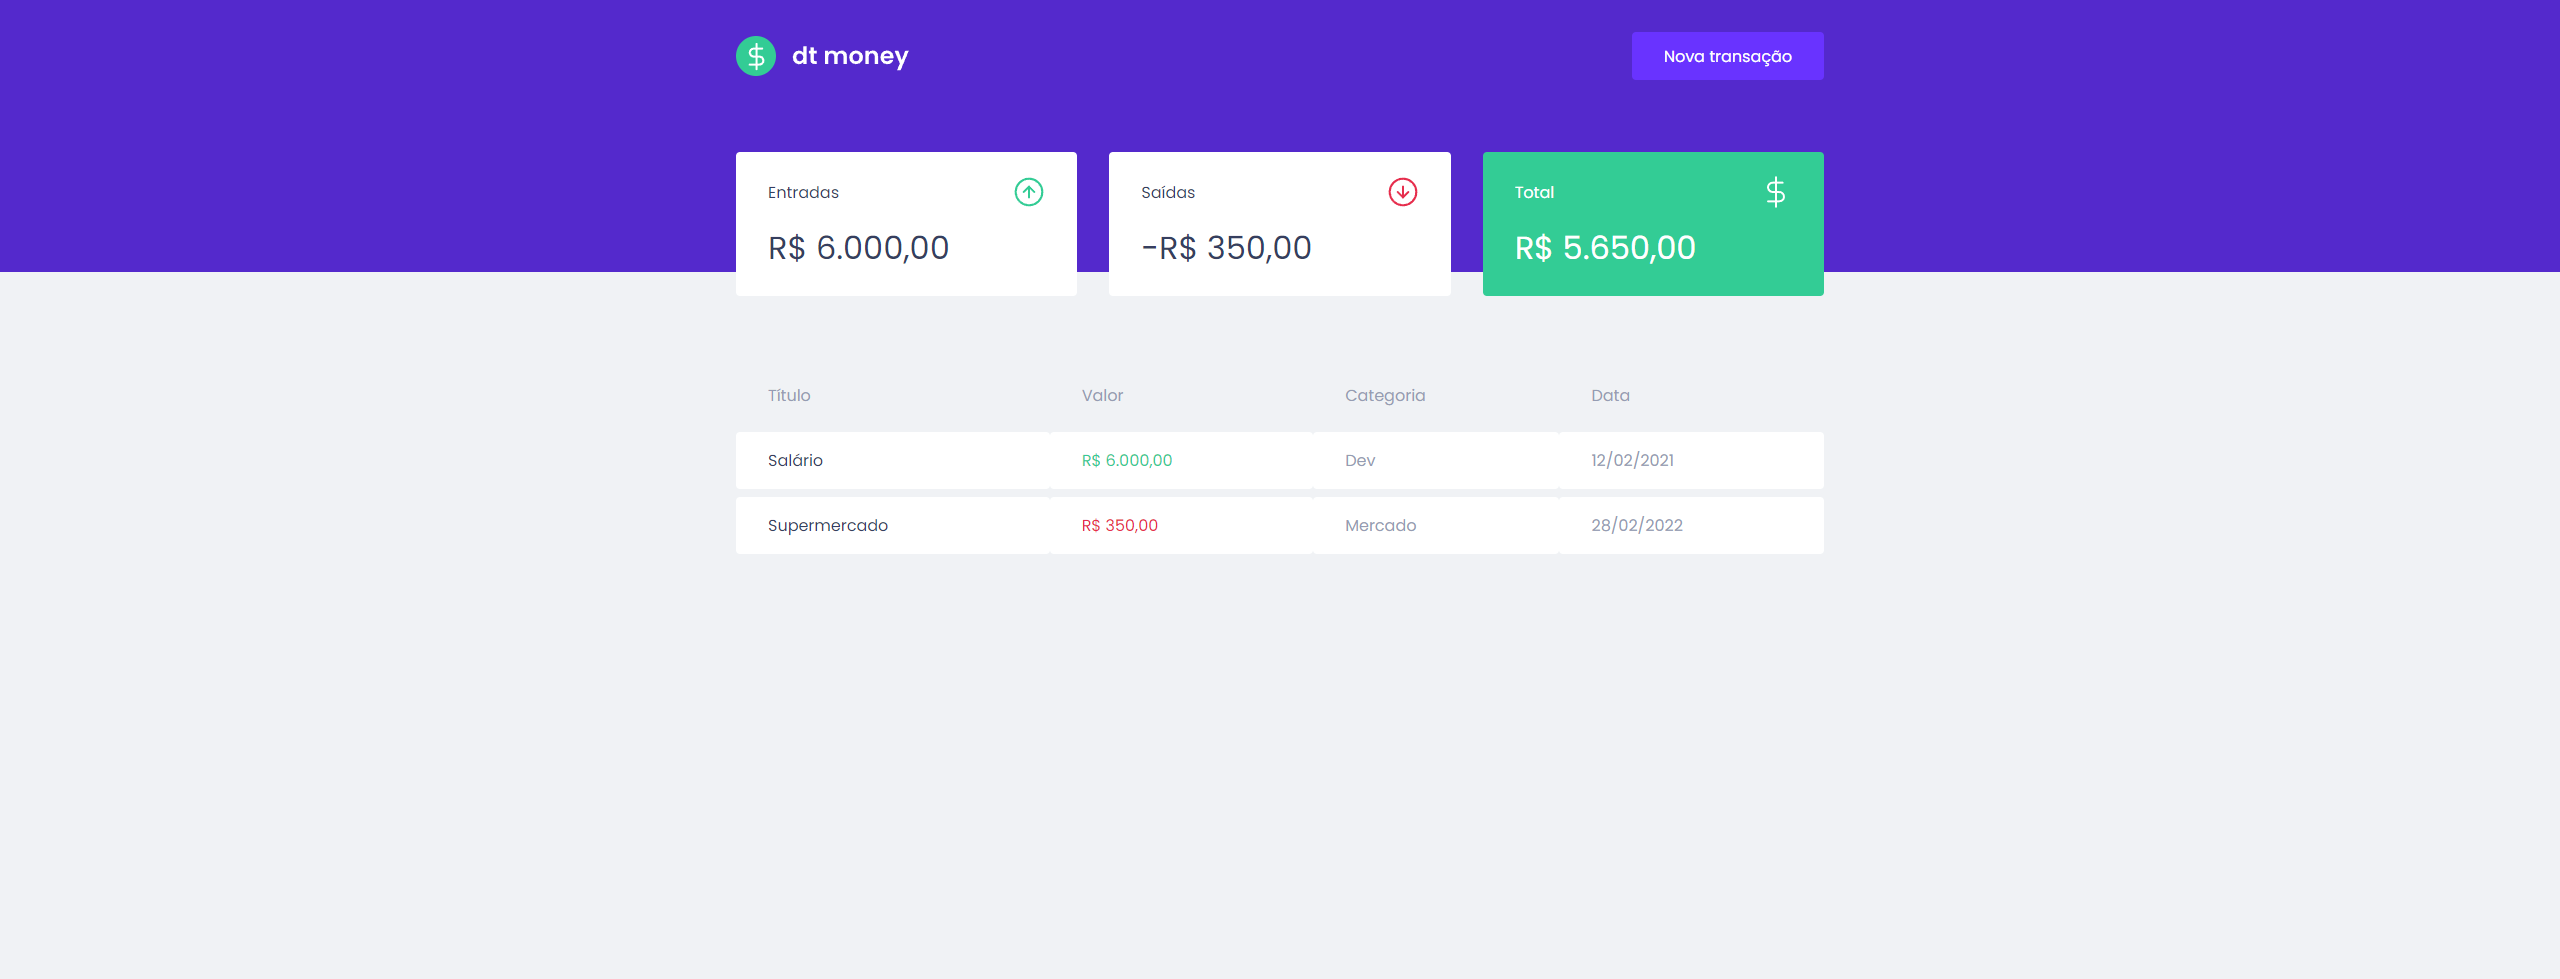 dt money
Nova transação
Entradas
R$ 6.000,00
Saídas
-R$ 350,00
Total
R$ 5.650,00
Título Valor Categoria Data
Salário R$ 6.000,00 Dev 12/02/2021
Supermercado R$ 350,00 Mercado 28/02/2022